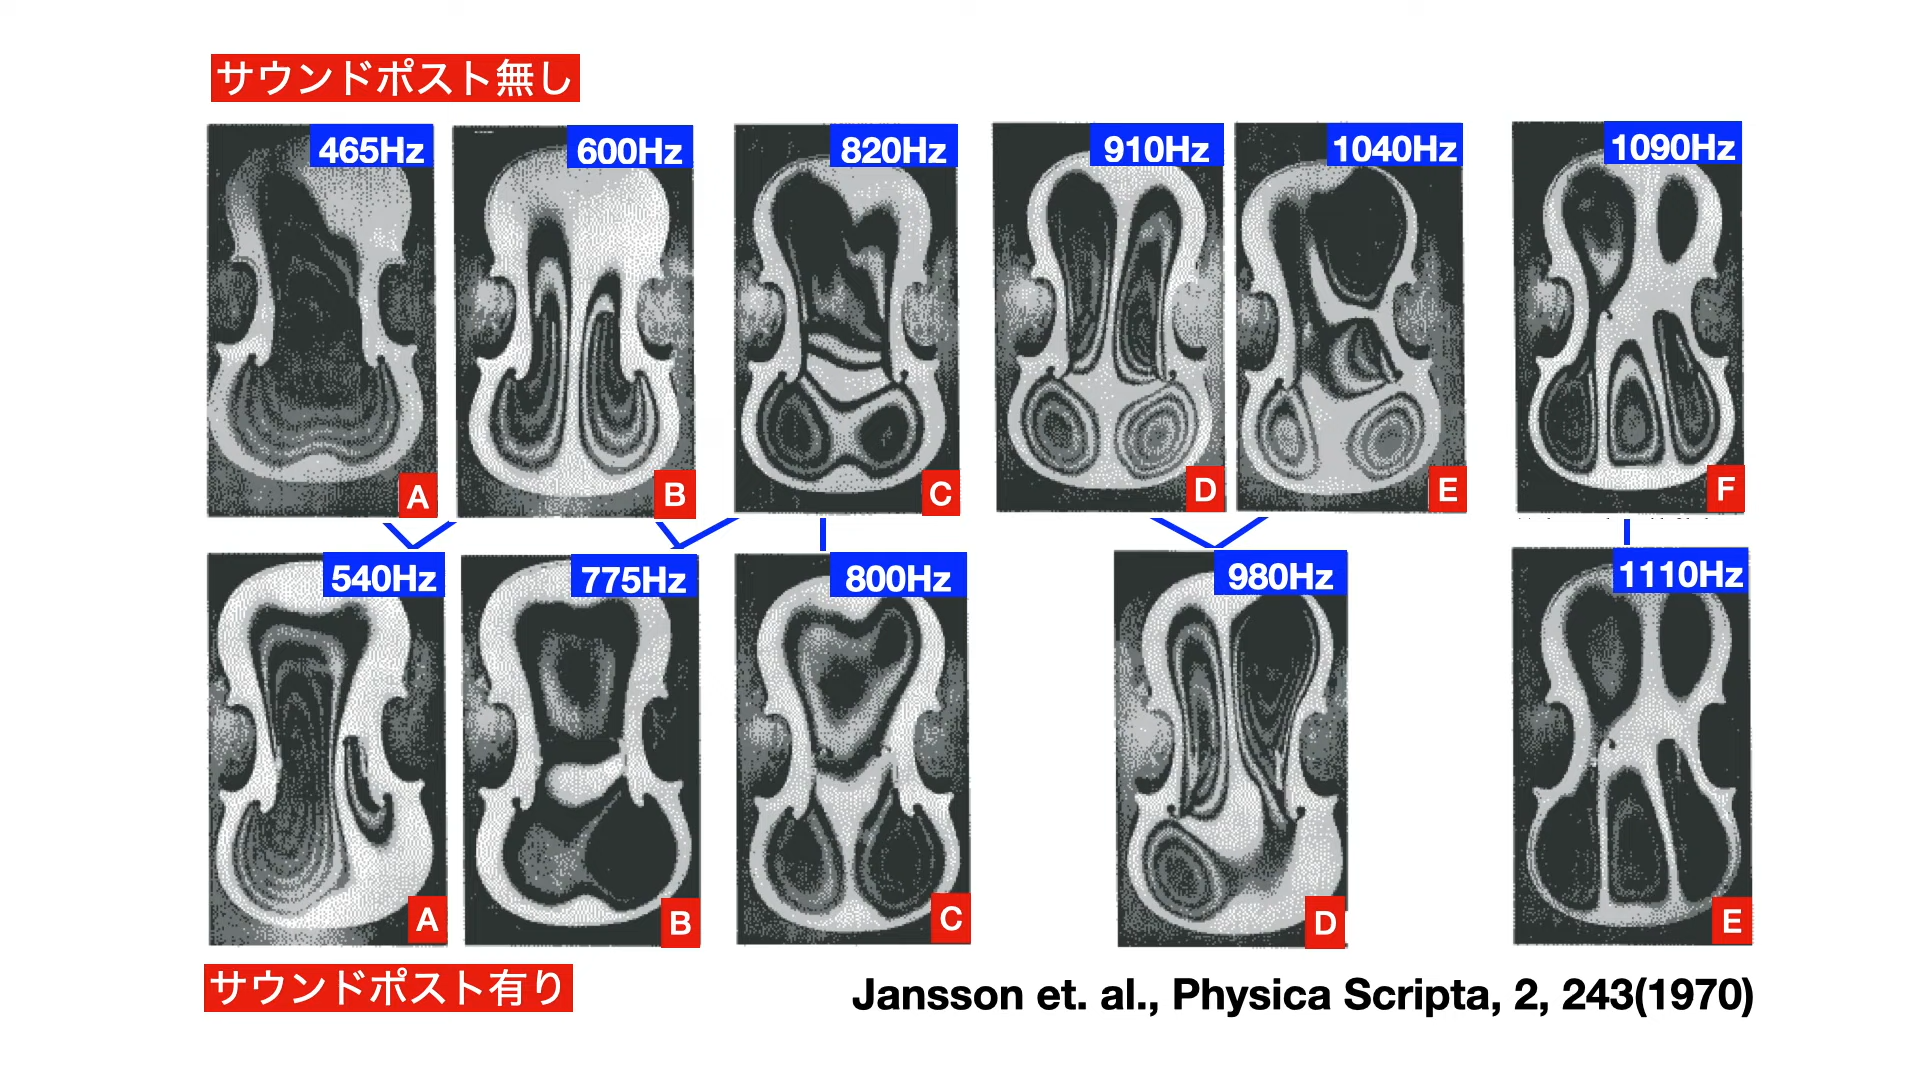 サウンドポスト無し
465Hz
600Hz
820Hz
910Hz
1040Hz
1090Hz
A
B
C
D
E
F
540Hz
775Hz
800Hz
980Hz
1110Hz
A
B
C
D
E
サウンドポスト有り
Jansson et. al., Physica Scripta, 2, 243(1970)